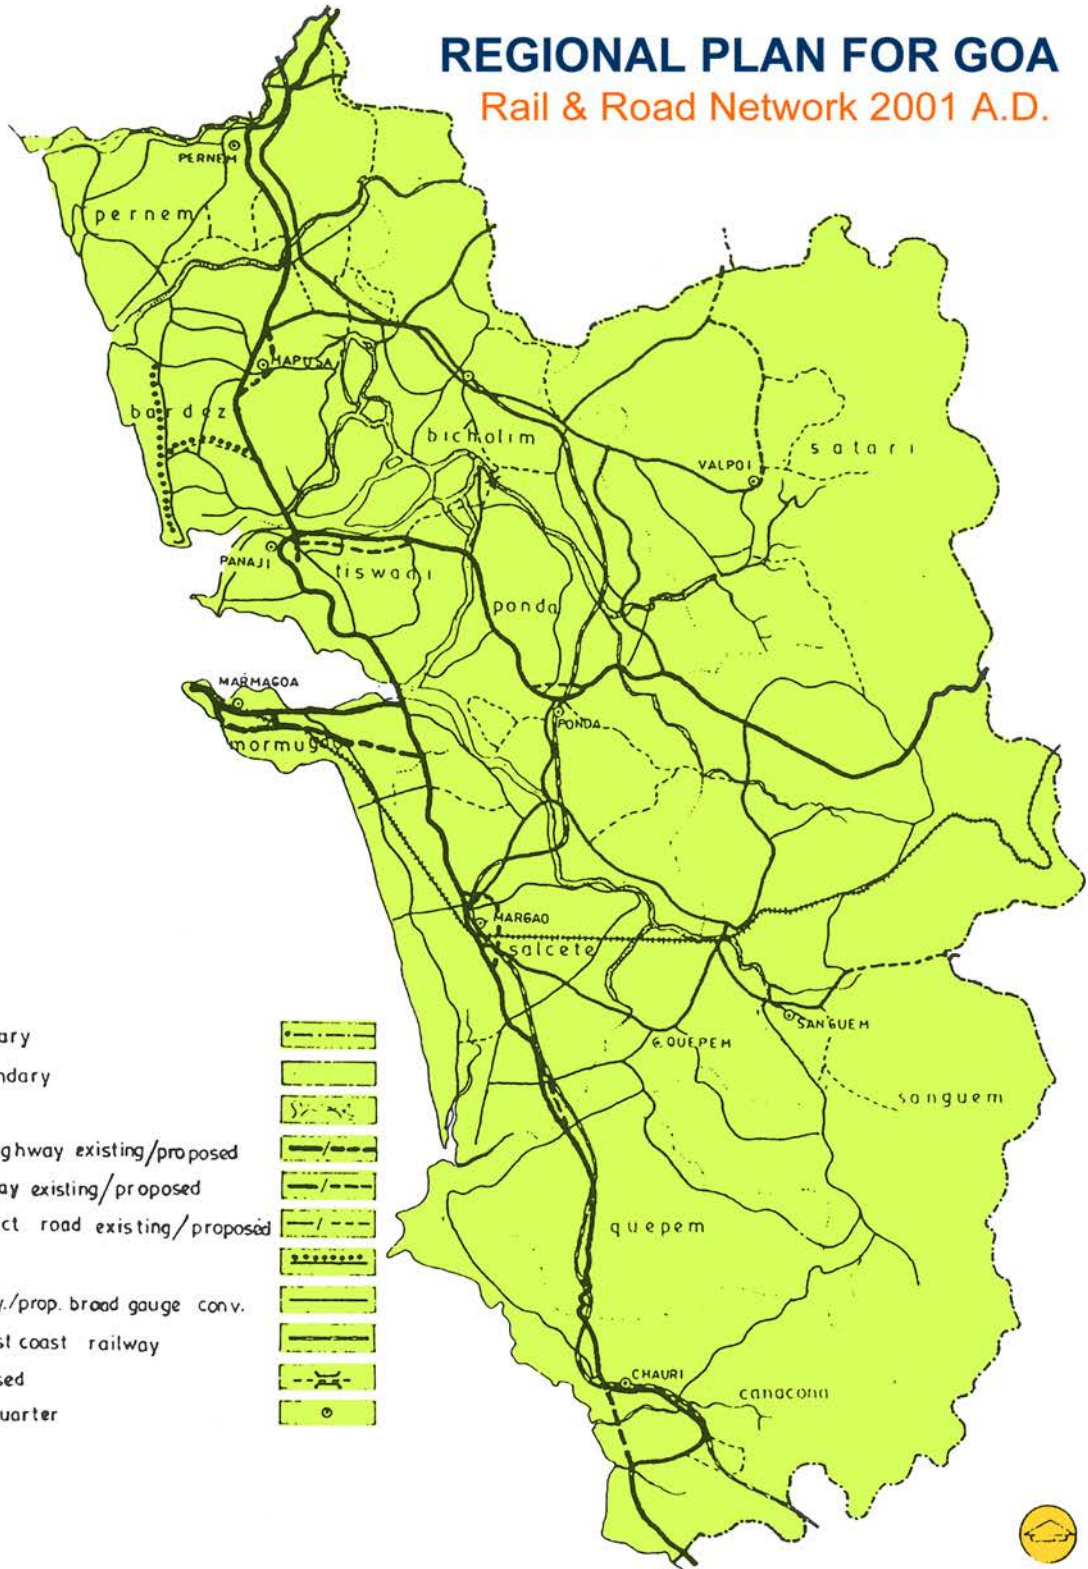 REGIONAL PLAN FOR GOA
Rail & Road Network 2001 A.D.
PERNEM
pernem
MAPUSA
bardez
bicholim
satari
VALPOI
PANAJI
tiswadi
ponda
MARMAGOA
PONDA
mormugao
MARGAO
salcete
SANGUEM
G.QUEPEM
sanguem
quepem
CHAURI
canacona
ary
ndary
ghway existing/proposed
ay existing/proposed
ct road existing/proposed
y./prop. broad gauge conv.
st coast railway
sed
uarter